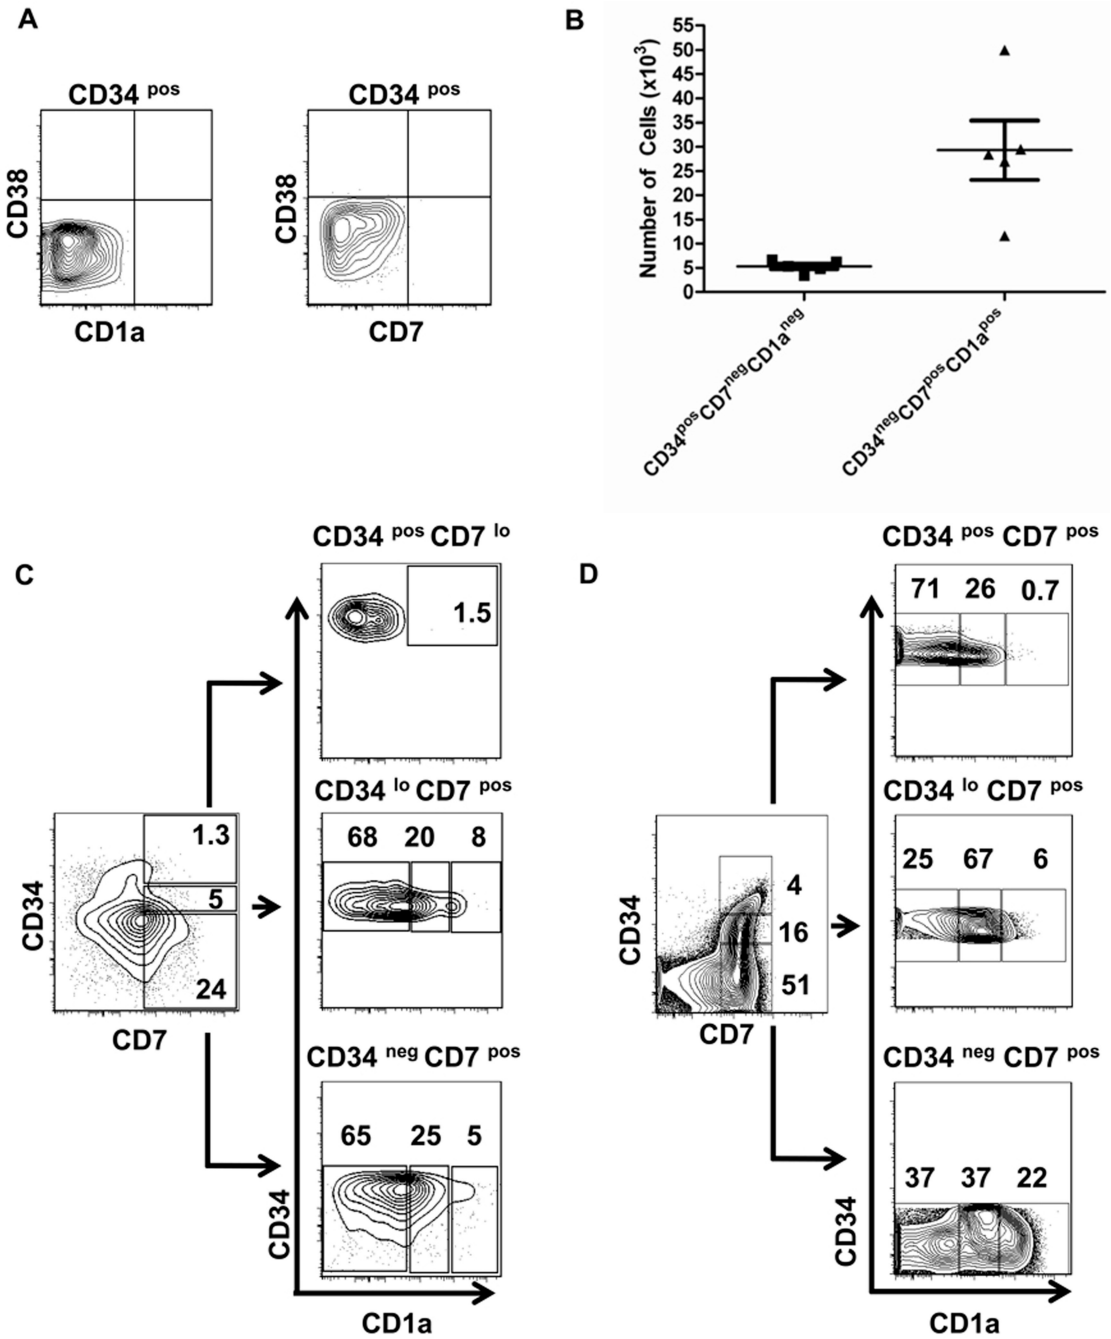 A
CD34 pos
CD38
CD1a
CD34 pos
CD38
CD7
B
Number of Cells (x10³)
55
50
45
40
35
30
25
20
15
10
5
0
CD34posCD7negCD1aneg
CD34negCD7posCD1apos
C
CD34 pos CD7 lo
1.5
CD34 lo CD7 pos
68 20 8
1.3
5
24
CD34
CD7
CD34 neg CD7 pos
65 25 5
CD34
CD1a
D
CD34 pos CD7 pos
71 26 0.7
CD34 lo CD7 pos
25 67 6
4
16
51
CD34
CD7
CD34 neg CD7 pos
37 37 22
CD34
CD1a